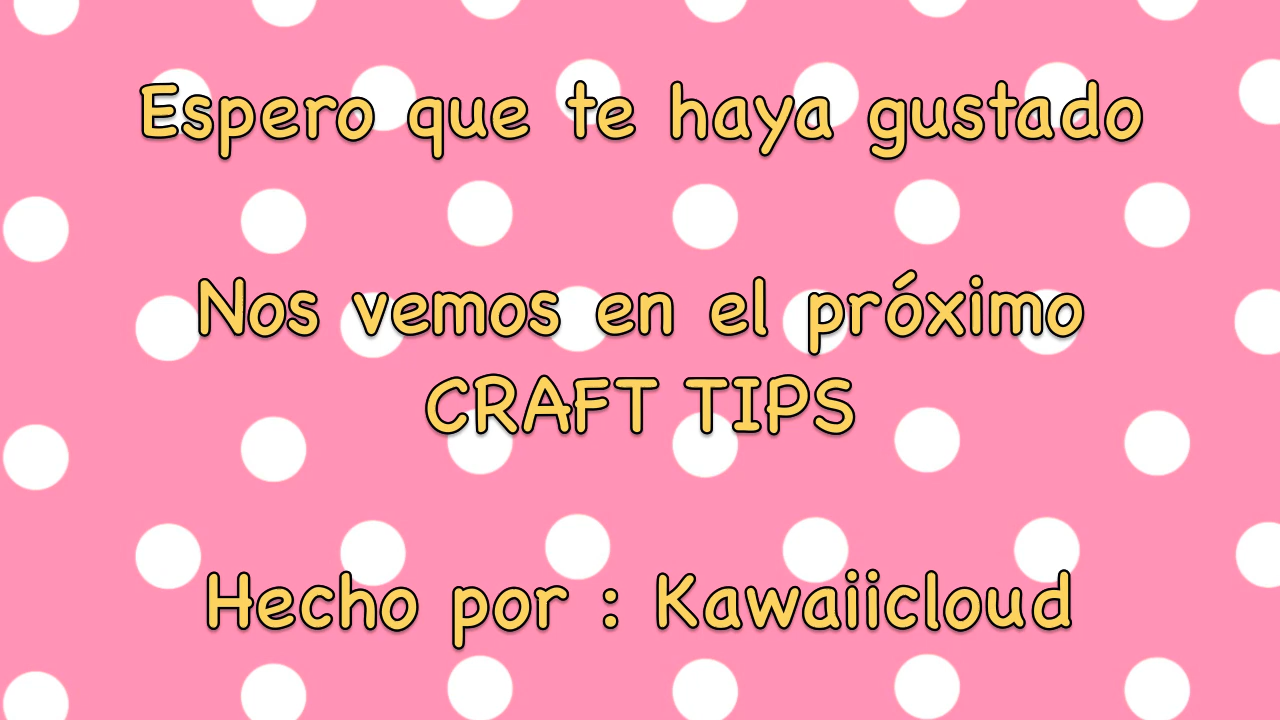 Espero que te haya gustado
Nos vemos en el próximo
CRAFT TIPS
Hecho por : Kawaiicloud